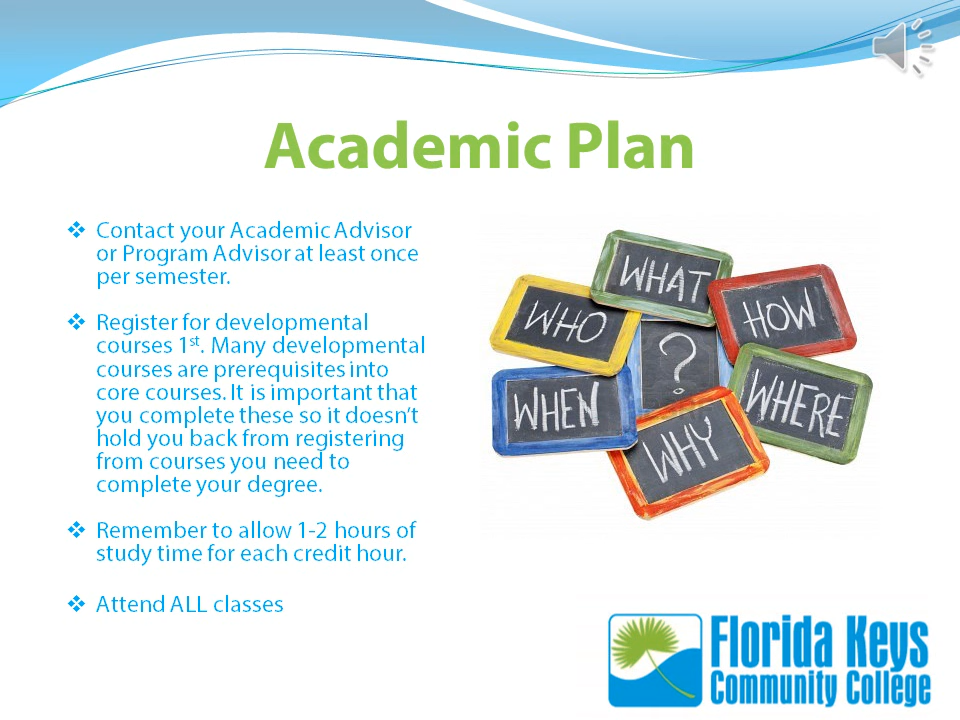 Academic Plan
❖ Contact your Academic Advisor
or Program Advisor at least once
per semester.
❖ Register for developmental
courses 1st. Many developmental
courses are prerequisites into
core courses. It is important that
you complete these so it doesn’t
hold you back from registering
from courses you need to
complete your degree.
❖ Remember to allow 1-2 hours of
study time for each credit hour.
❖ Attend ALL classes
WHAT
WHO
HOW
?
WHEN
WHERE
WHY
Florida Keys
Community College